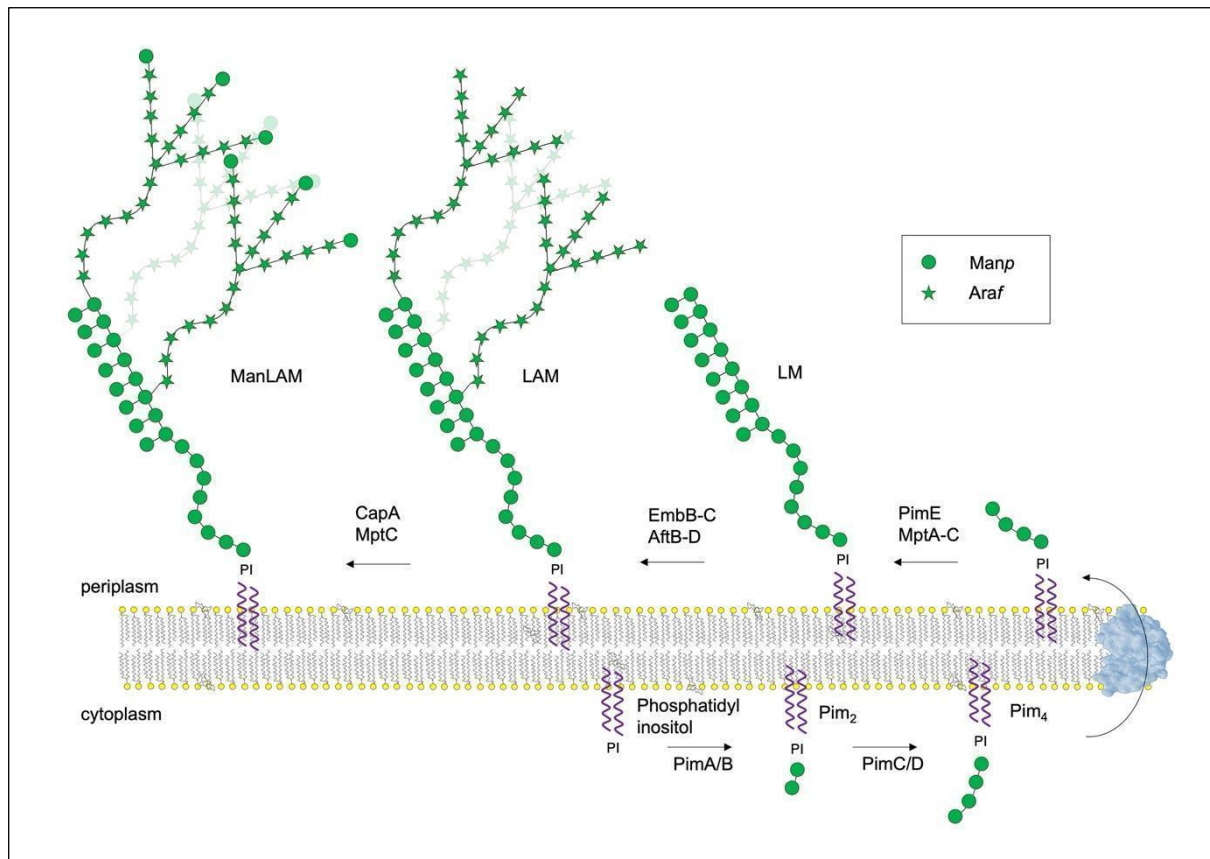 Manp
Araf
ManLAM
LAM
LM
CapA
MptC
EmbB-C
AftB-D
PimE
MptA-C
PI
PI
PI
PI
periplasm
cytoplasm
Phosphatidyl
inositol
PI
PimA/B
Pim₂
PI
PimC/D
Pim₄
PI